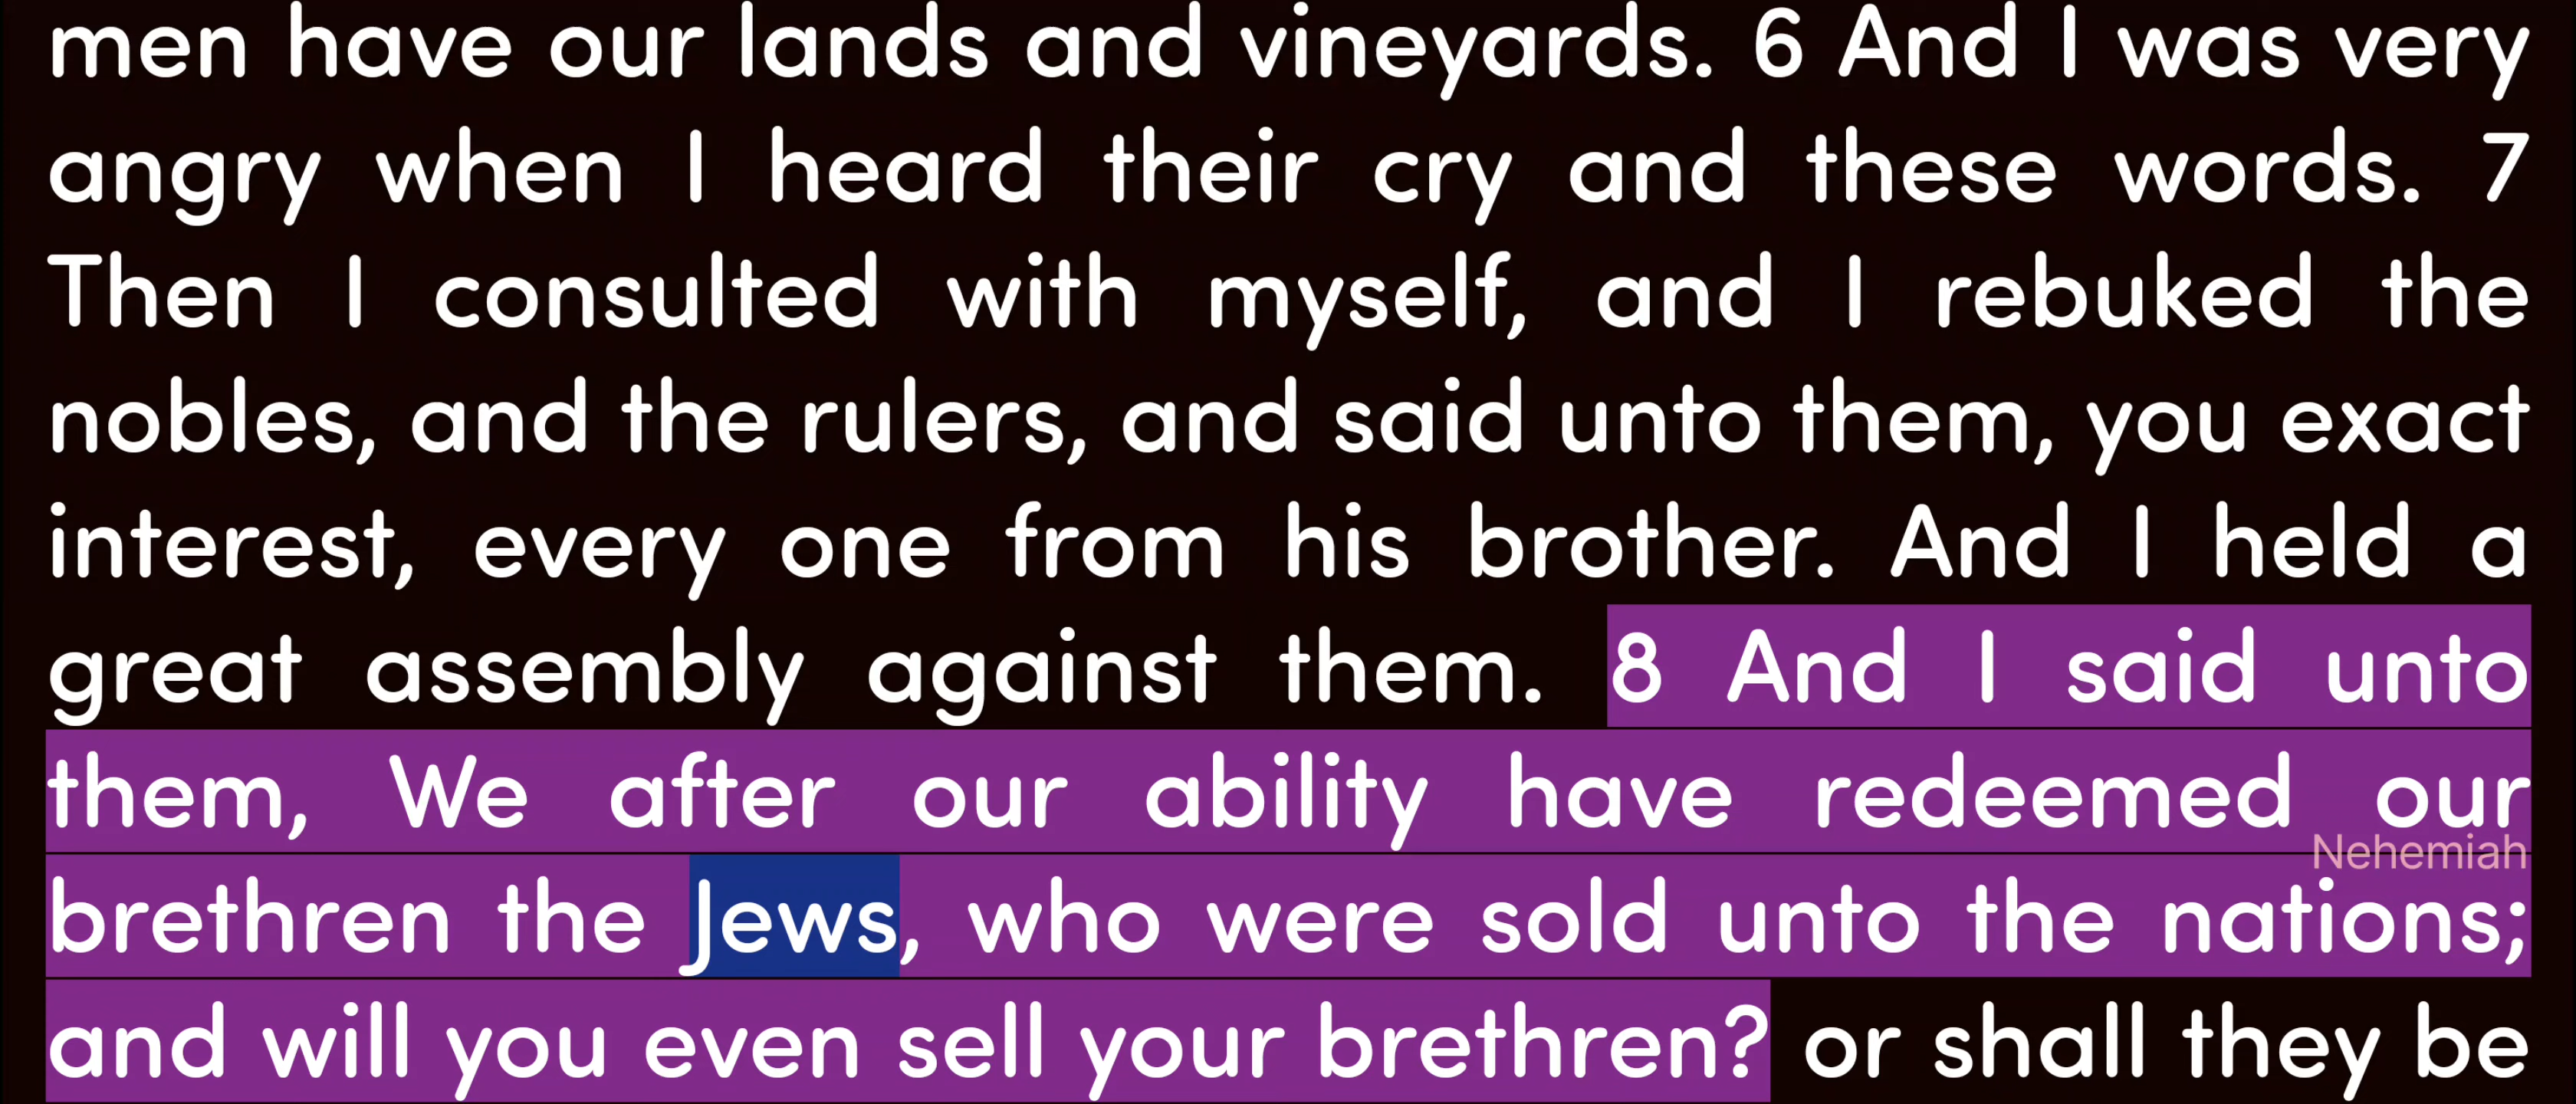 men have our lands and vineyards. 6 And I was very
angry when I heard their cry and these words. 7
Then I consulted with myself, and I rebuked the
nobles, and the rulers, and said unto them, you exact
interest, every one from his brother. And I held a
great assembly against them. 8 And I said unto
them, We after our ability have redeemed our
Nehemiah
brethren the Jews, who were sold unto the nations;
and will you even sell your brethren? or shall they be